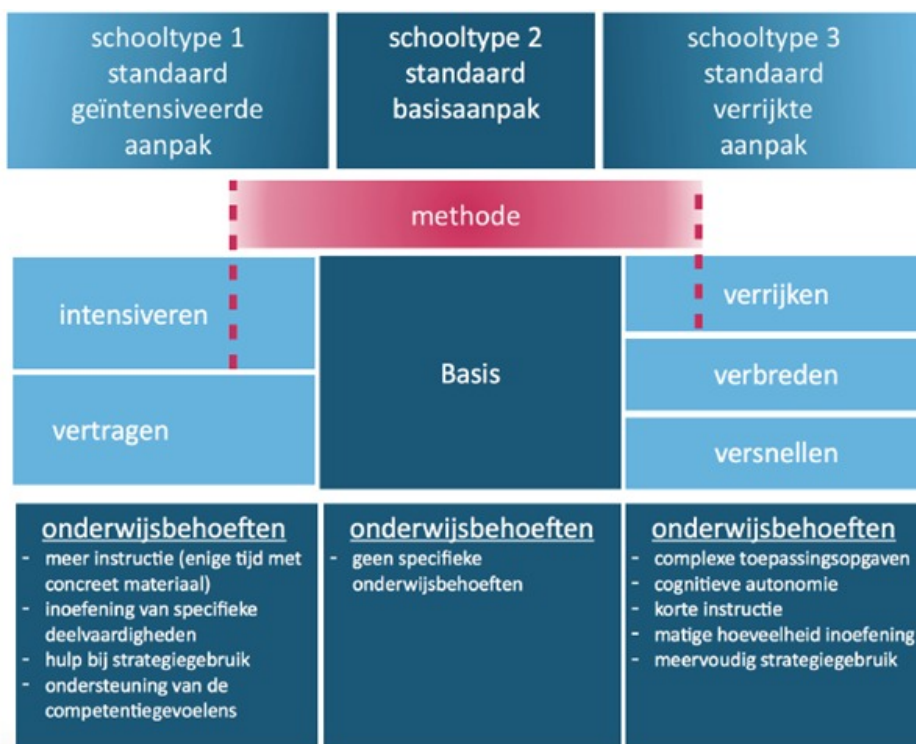 schooltype 1
standaard
geïntensiveerde
aanpak
schooltype 2
standaard
basisaanpak
schooltype 3
standaard
verrijkte
aanpak
methode
intensiveren
vertragen
Basis
verrijken
verbreden
versnellen
onderwijsbehoeften
- meer instructie (enige tijd met
concreet materiaal)
- inoefening van specifieke
deelvaardigheden
- hulp bij strategiegebruik
- ondersteuning van de
competentiegevoelens
onderwijsbehoeften
- geen specifieke
onderwijsbehoeften
onderwijsbehoeften
- complexe toepassingsopgaven
- cognitieve autonomie
- korte instructie
- matige hoeveelheid inoefening
- meervoudig strategiegebruik